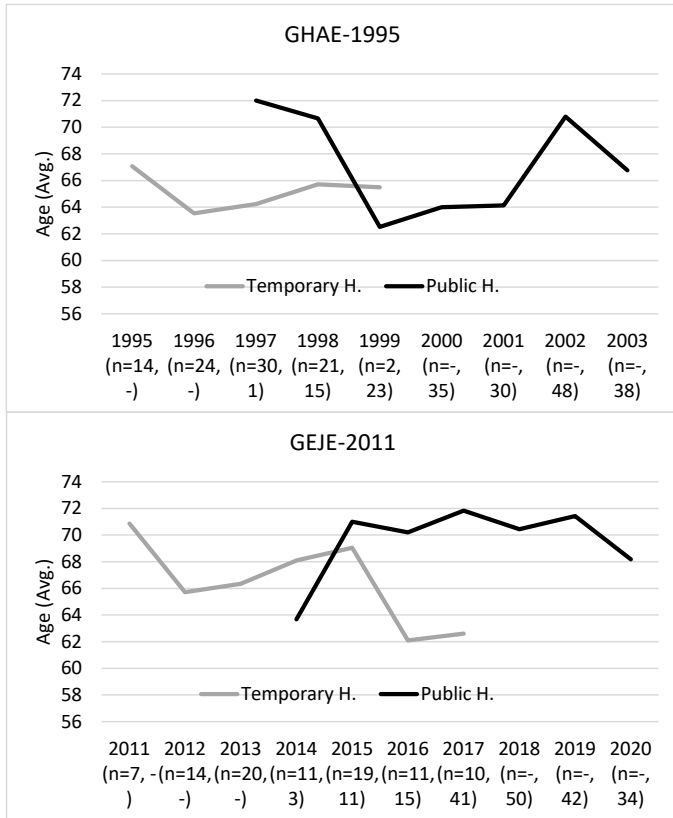 GHAE-1995
74
72
70
68
66
64
62
60
58
56
Age (Avg.)
Temporary H.
Public H.
1995 1996 1997 1998 1999 2000 2001 2002 2003
(n=14, (n=24, (n=30, (n=21, (n=2, (n=-, (n=-, (n=-, (n=-,
-) -) 1) 15) 23) 35) 30) 48) 38)
GEJE-2011
74
72
70
68
66
64
62
60
58
56
Age (Avg.)
Temporary H.
Public H.
2011 2012 2013 2014 2015 2016 2017 2018 2019 2020
(n=7, - (n=14, (n=20, (n=11, (n=19, (n=11, (n=10, (n=-, (n=-, (n=-,
) -) -) 3) 11) 15) 41) 50) 42) 34)